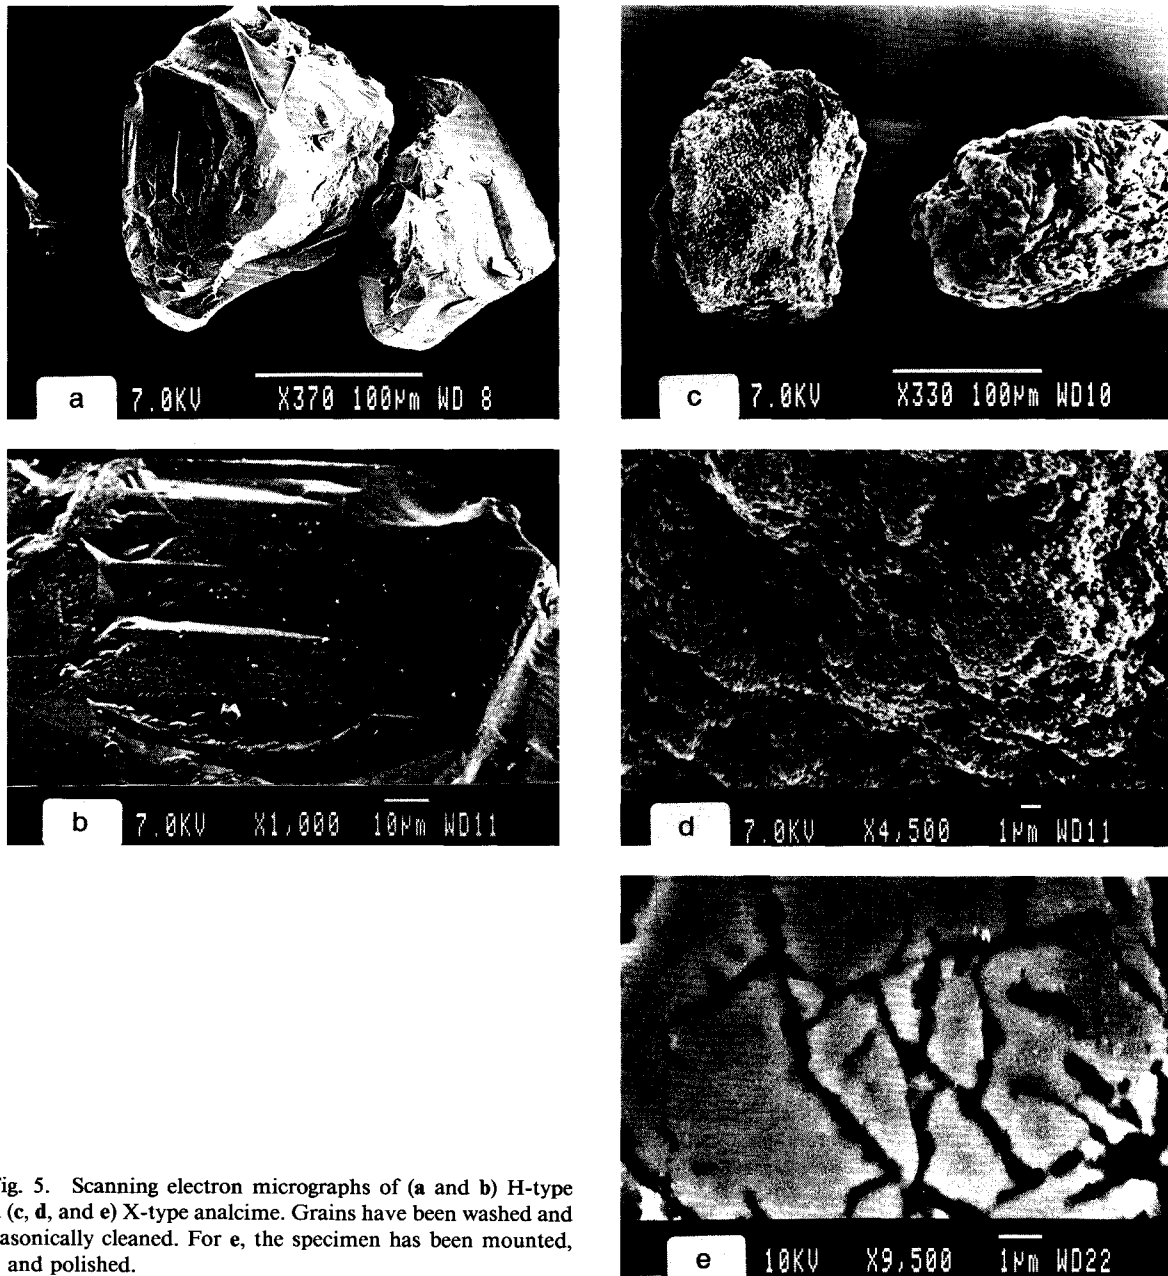 a 7.0KV X370 100µm WD 8
c 7.0KV X330 100µm WD10
b 7.0KV X1,000 10µm WD11
d 7.0KV X4,500 1µm WD11
e 10KV X9,500 1µm WD22
ig. 5. Scanning electron micrographs of (a and b) H-type
(c, d, and e) X-type analcime. Grains have been washed and
asonically cleaned. For e, the specimen has been mounted,
and polished.